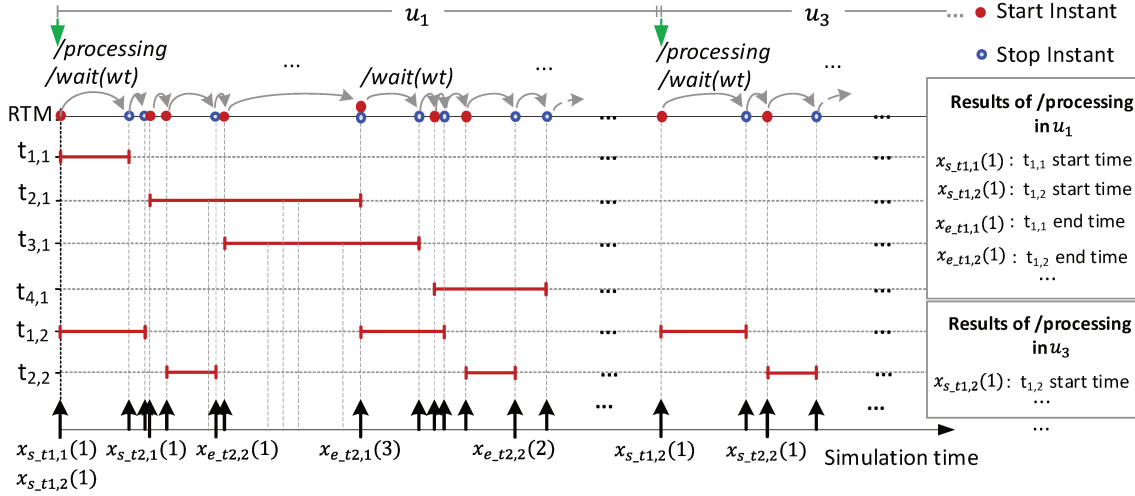 u₁
u₃
... Start Instant
Stop Instant
/processing
/wait(wt)
...
/wait(wt)
...
/processing
/wait(wt)
...
RTM
...
...
t₁,₁
...
...
t₂,₁
...
...
t₃,₁
...
...
t₄,₁
...
...
t₁,₂
...
...
t₂,₂
...
...
...
...
x_s_t1,1(1)
x_s_t1,2(1)
x_s_t2,1(1)
x_e_t2,2(1)
x_e_t2,1(3)
x_e_t2,2(2)
x_s_t1,2(1)
x_s_t2,2(1)
Simulation time
Results of /processing
in u₁
x_s_t1,1(1) : t₁,₁ start time
x_s_t1,2(1) : t₁,₂ start time
x_e_t1,1(1) : t₁,₁ end time
x_e_t1,2(1) : t₁,₂ end time
...
Results of /processing
in u₃
x_s_t1,2(1) : t₁,₂ start time
...
...